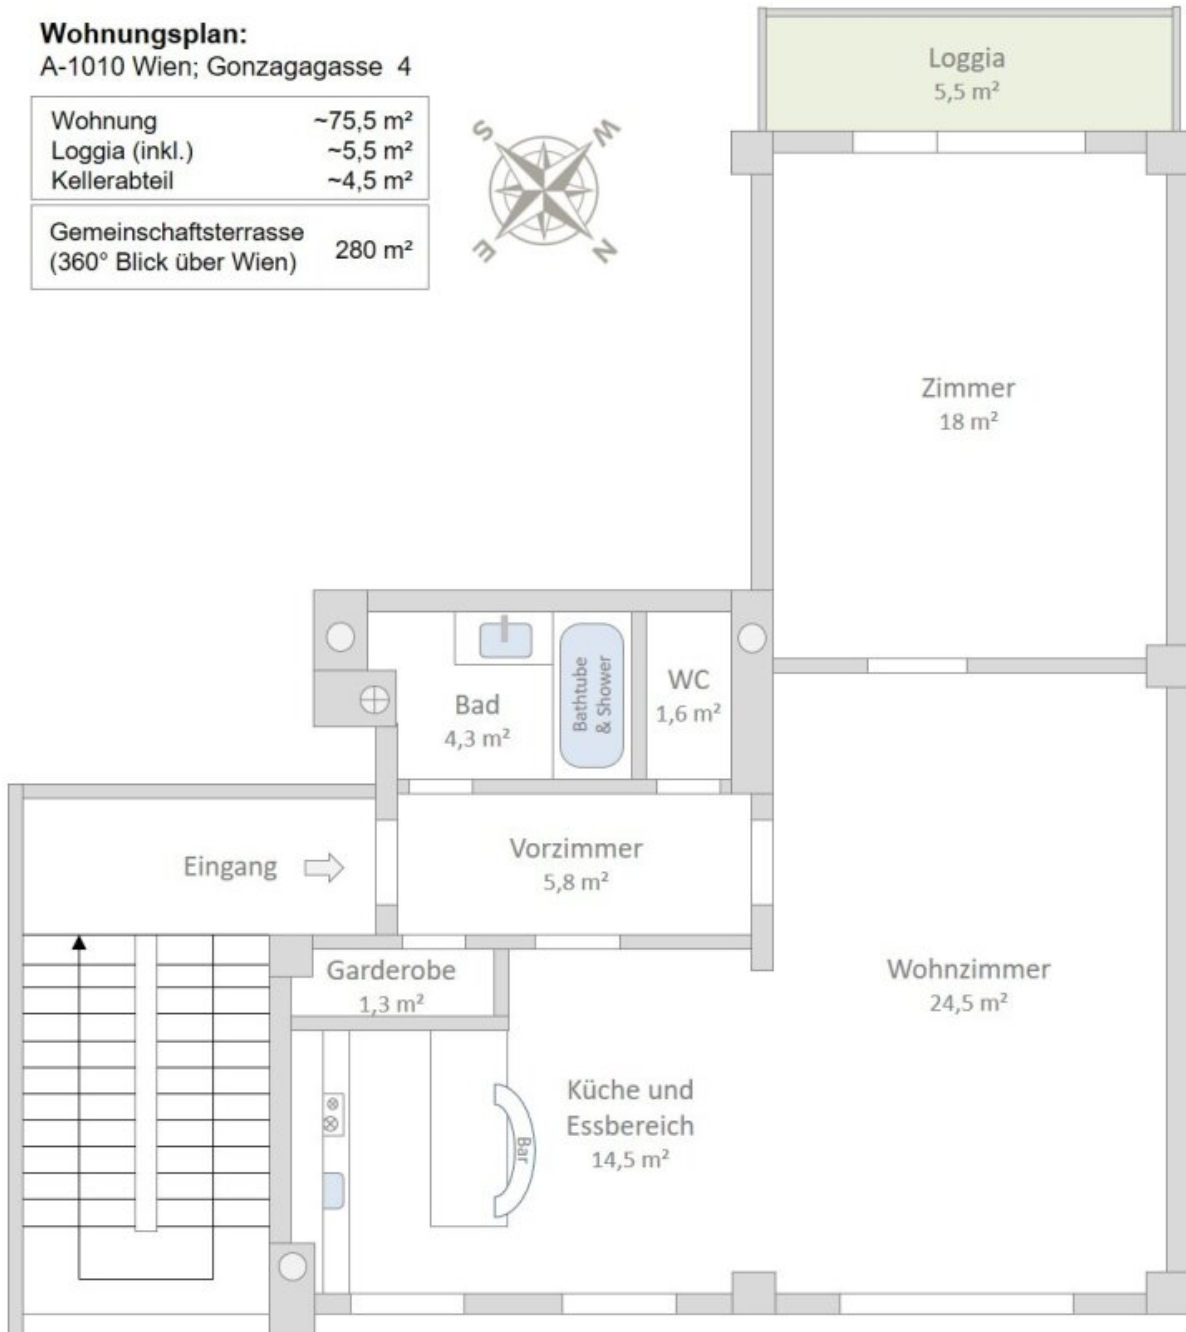 Wohnungsplan:
A-1010 Wien; Gonzagagasse 4
Wohnung ~75,5 m²
Loggia (inkl.) ~5,5 m²
Kellerabteil ~4,5 m²
Gemeinschaftsterrasse
(360° Blick über Wien) 280 m²
S
W
E
N
Loggia
5,5 m²
Zimmer
18 m²
Bad
4,3 m²
Bathtube
& Shower
WC
1,6 m²
Eingang
Vorzimmer
5,8 m²
Garderobe
1,3 m²
Wohnzimmer
24,5 m²
Küche und
Essbereich
14,5 m²
Bar